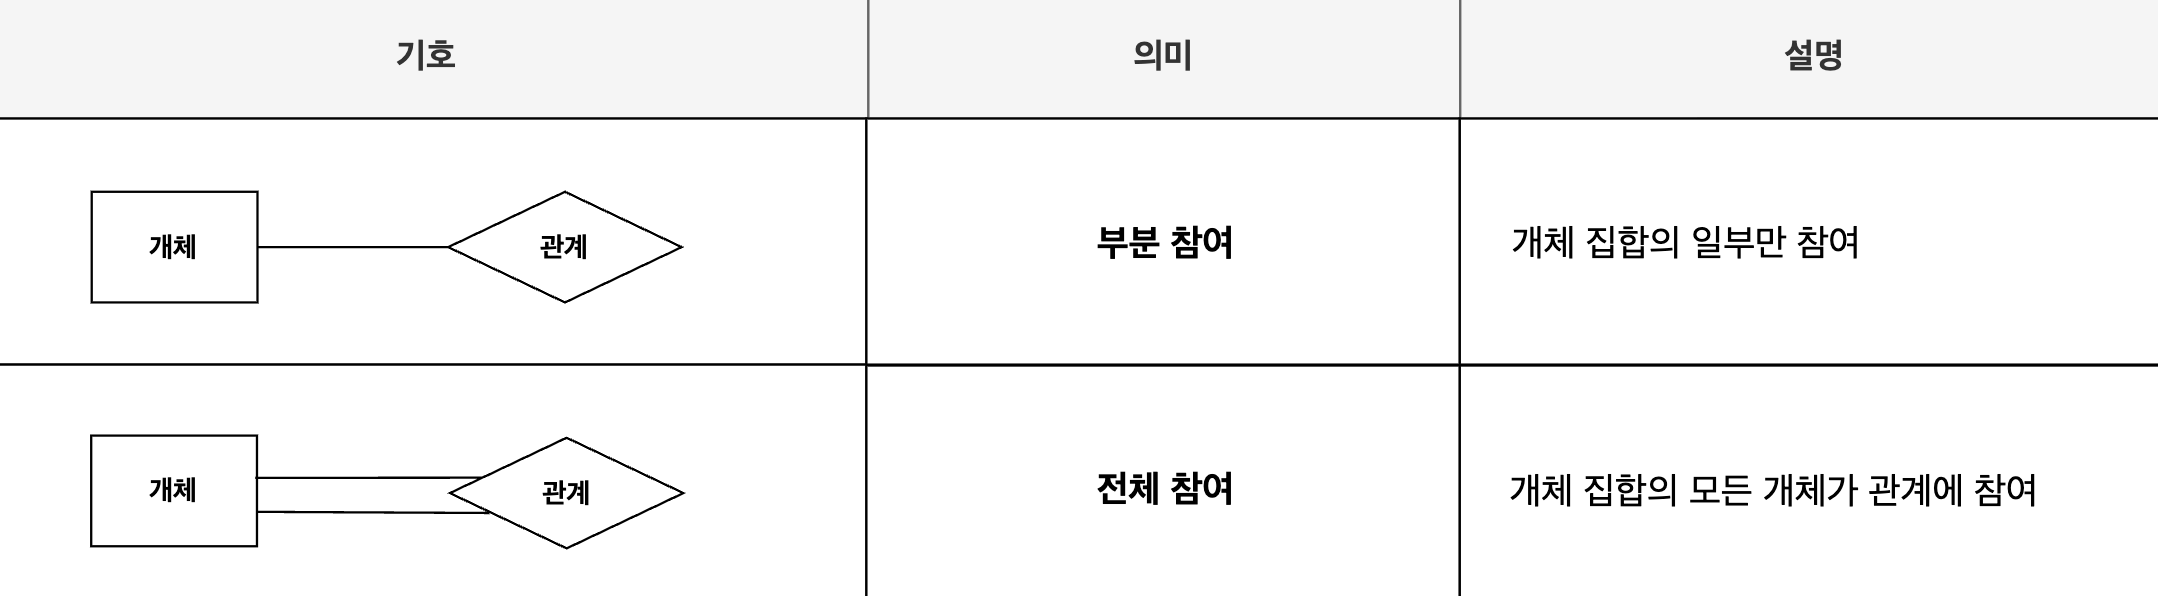 기호 의미 설명
개체 관계 부분 참여 개체 집합의 일부만 참여
개체 관계 전체 참여 개체 집합의 모든 개체가 관계에 참여